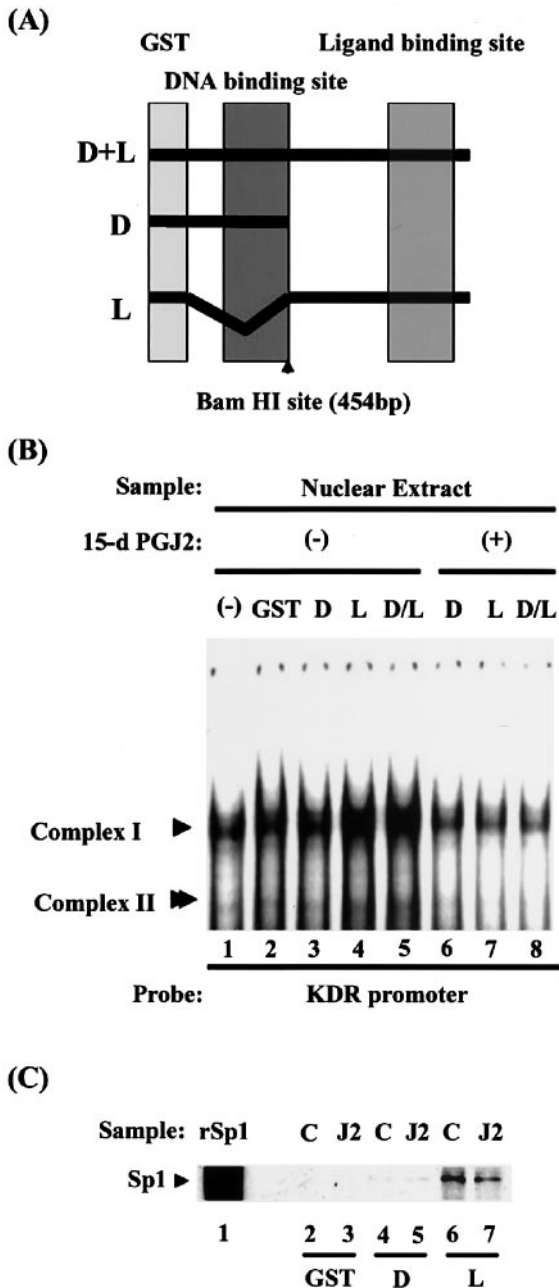 (A)
GST Ligand binding site
DNA binding site
D+L
D
L
Bam HI site (454bp)
(B)
Sample: Nuclear Extract
15-d PGJ2: (-) (+)
(-) GST D L D/L D L D/L
Complex I
Complex II
1 2 3 4 5 6 7 8
Probe: KDR promoter
(C)
Sample: rSp1 C J2 C J2 C J2
Sp1
1 2 3 4 5 6 7
GST D L